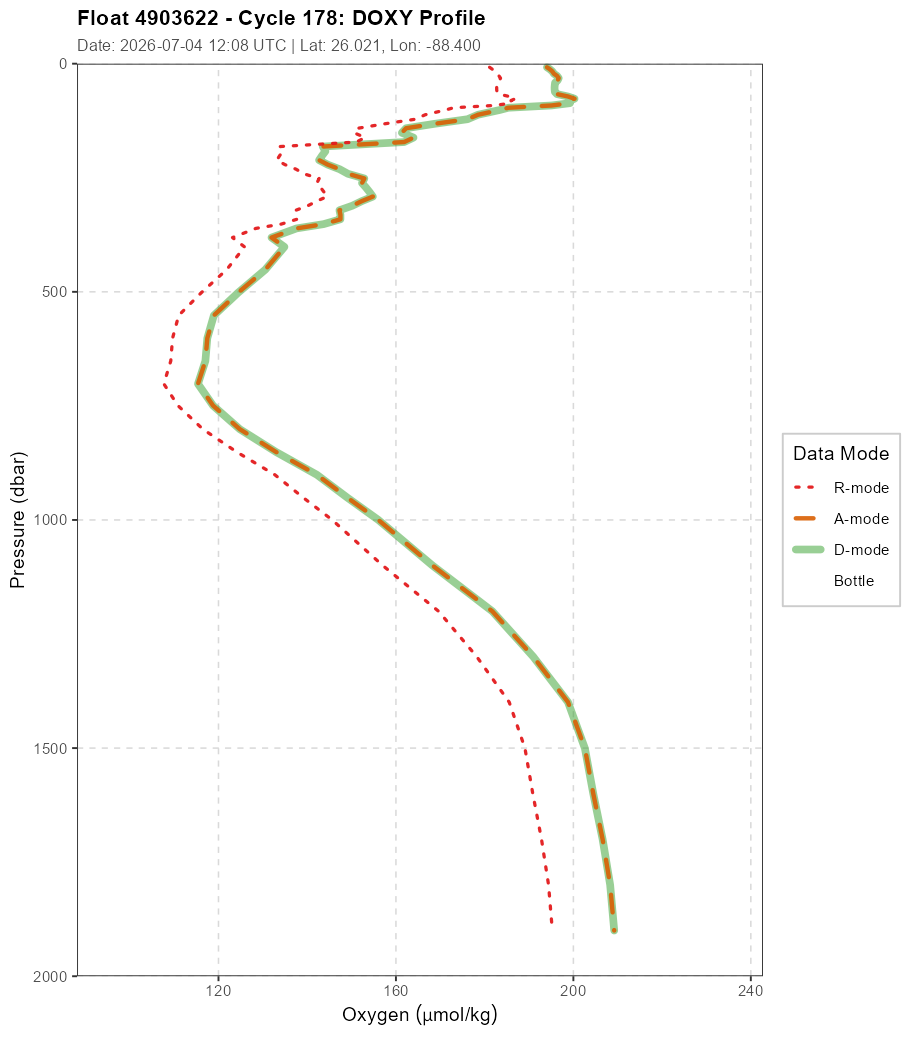 Float 4903622 - Cycle 178: DOXY Profile
Date: 2026-07-04 12:08 UTC | Lat: 26.021, Lon: -88.400
0
500
1000
1500
2000
Pressure (dbar)
120
160
200
240
Oxygen (μmol/kg)
Data Mode
R-mode
A-mode
D-mode
Bottle